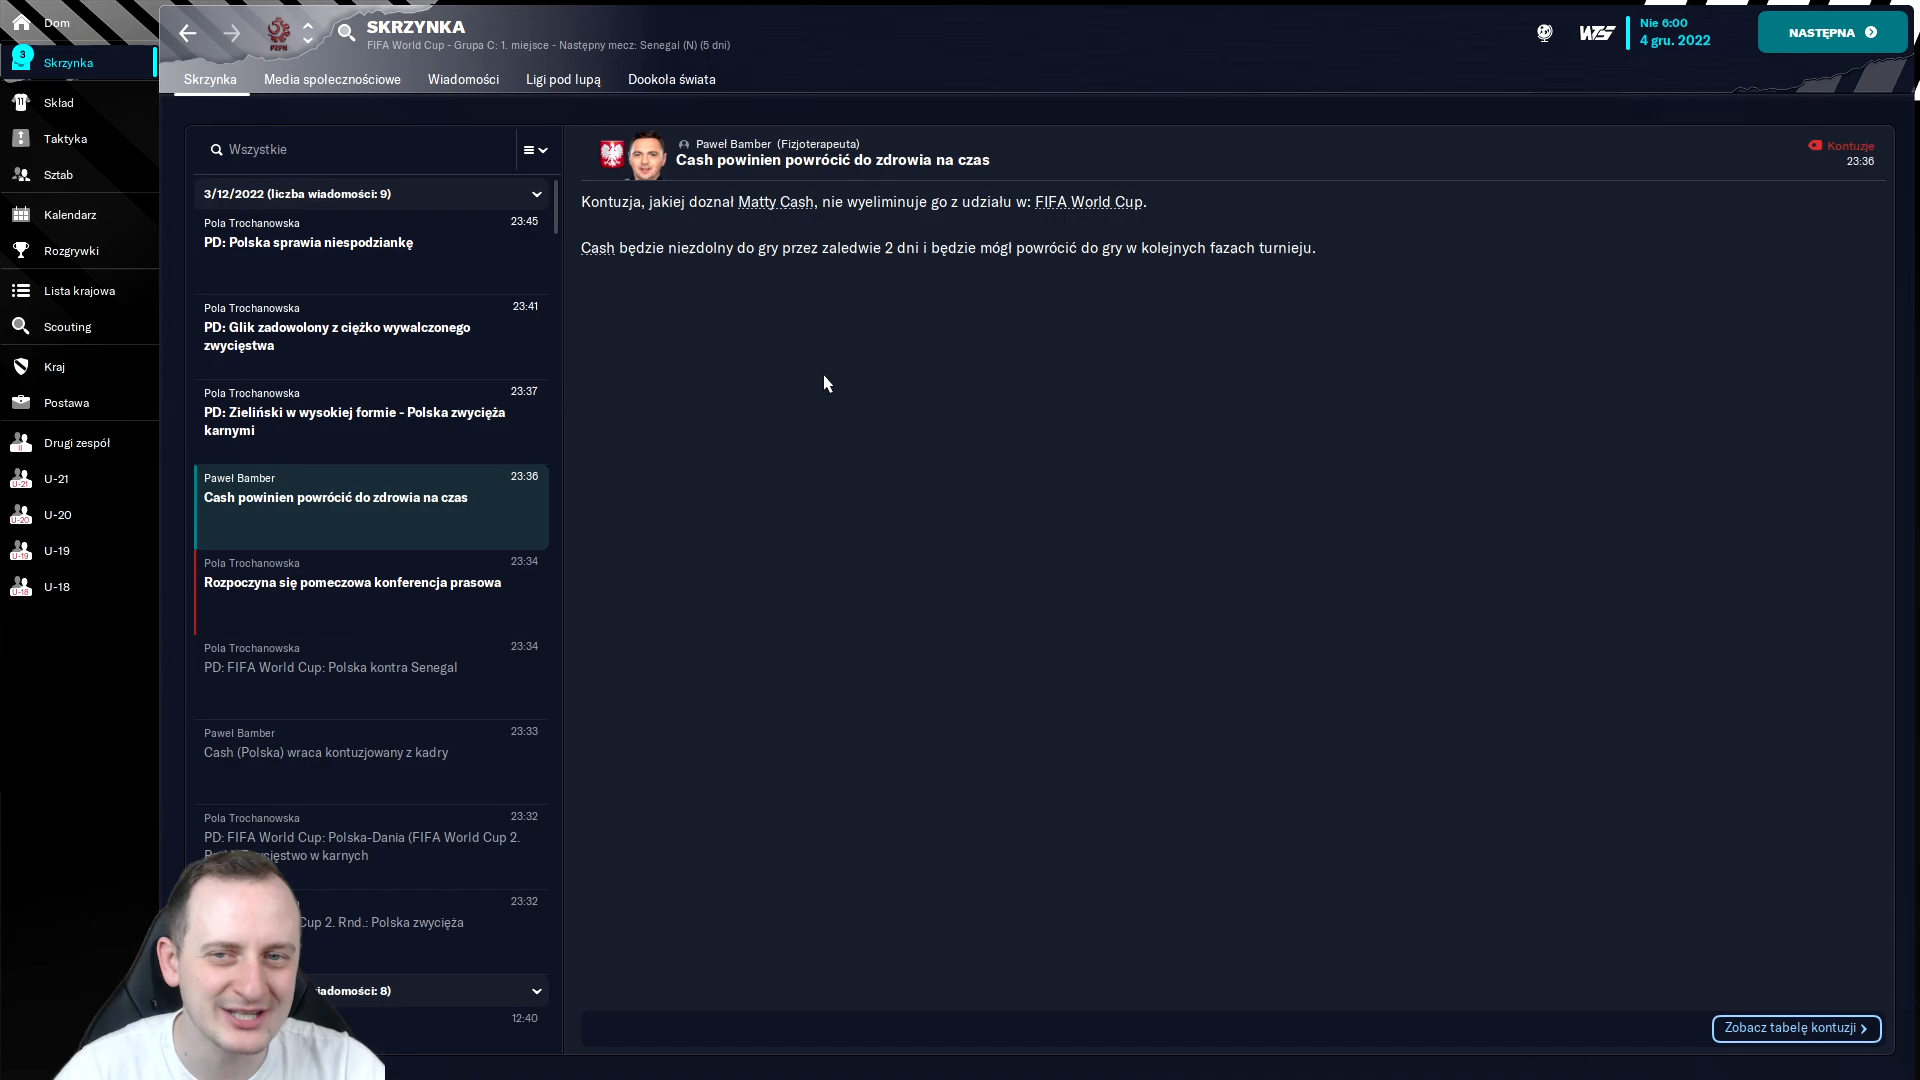 Dom
3
Skrzynka
Skład
Taktyka
Sztab
Kalendarz
Rozgrywki
Lista krajowa
Scouting
Kraj
Postawa
Drugi zespół
U-21
U-20
U-19
U-18
PZPN
SKRZYNKA
FIFA World Cup - Grupa C: 1. miejsce - Następny mecz: Senegal (N) (5 dni)
Nie 6:00
4 gru. 2022
NASTĘPNA
Skrzynka
Media społecznościowe
Wiadomości
Ligi pod lupą
Dookoła świata
Wszystkie
3/12/2022 (liczba wiadomości: 9)
Pola Trochanowska 23:45
PD: Polska sprawia niespodziankę
Pola Trochanowska 23:41
PD: Glik zadowolony z ciężko wywalczonego
zwycięstwa
Pola Trochanowska 23:37
PD: Zieliński w wysokiej formie - Polska zwycięża
karnymi
Paweł Bamber 23:36
Cash powinien powrócić do zdrowia na czas
Pola Trochanowska 23:34
Rozpoczyna się pomeczowa konferencja prasowa
Pola Trochanowska 23:34
PD: FIFA World Cup: Polska kontra Senegal
Paweł Bamber 23:33
Cash (Polska) wraca kontuzjowany z kadry
Pola Trochanowska 23:32
PD: FIFA World Cup: Polska-Dania (FIFA World Cup 2.
w karnych
23:32
Cup 2. Rnd.: Polska zwycięża
8)
12:40
Paweł Bamber (Fizjoterapeuta)
Cash powinien powrócić do zdrowia na czas
Kontuzje
23:36
Kontuzja, jakiej doznał Matty Cash, nie wyeliminuje go z udziału w: FIFA World Cup.
Cash będzie niezdolny do gry przez zaledwie 2 dni i będzie mógł powrócić do gry w kolejnych fazach turnieju.
Zobacz tabelę kontuzji